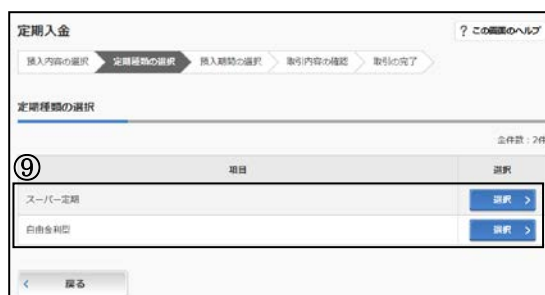 定期入金
? この画面のヘルプ
預入内容の選択 定期種類の選択 預入期間の選択 取引内容の確認 取引の完了
定期種類の選択
全件数：2件
⑨
項目 選択
スーパー定期 選択 >
自由金利型 選択 >
< 戻る